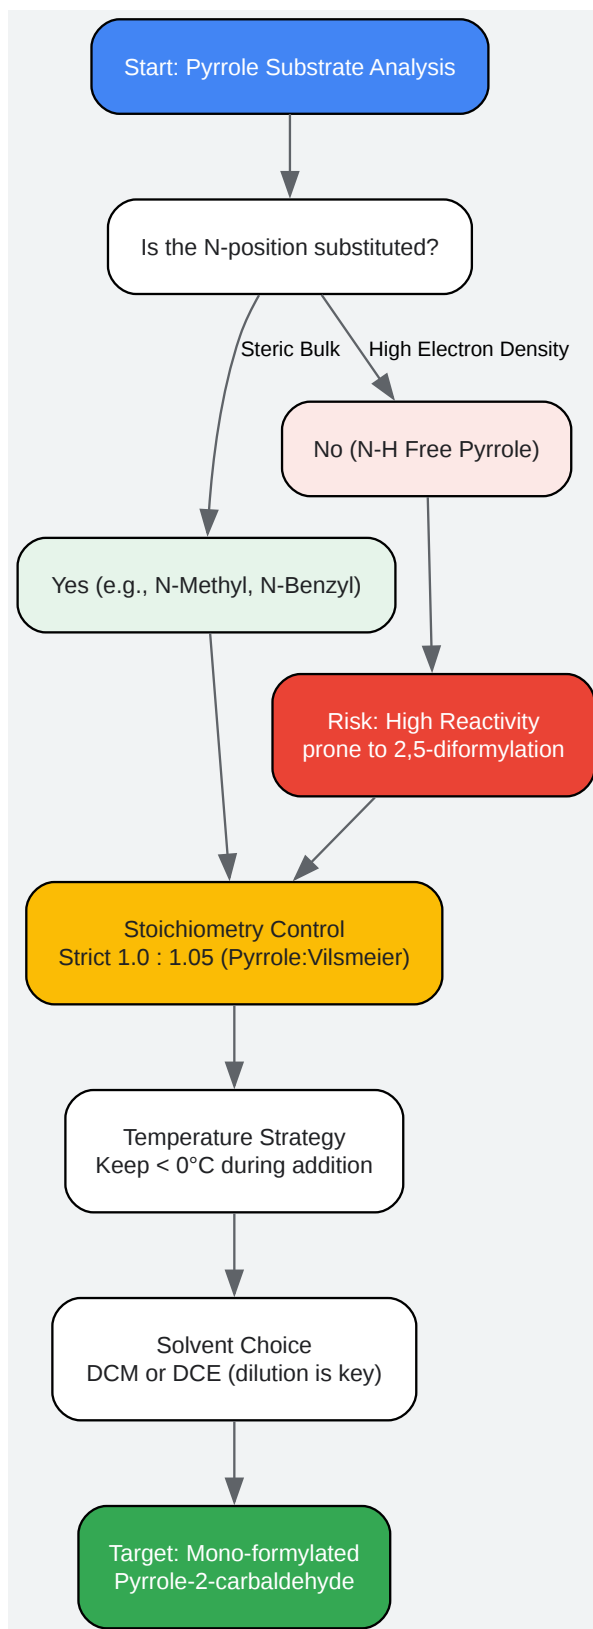 Start: Pyrrole Substrate Analysis
Is the N-position substituted?
Steric Bulk
High Electron Density
No (N-H Free Pyrrole)
Yes (e.g., N-Methyl, N-Benzyl)
Risk: High Reactivity
prone to 2,5-diformylation
Stoichiometry Control
Strict 1.0 : 1.05 (Pyrrole:Vilsmeier)
Temperature Strategy
Keep < 0°C during addition
Solvent Choice
DCM or DCE (dilution is key)
Target: Mono-formylated
Pyrrole-2-carbaldehyde